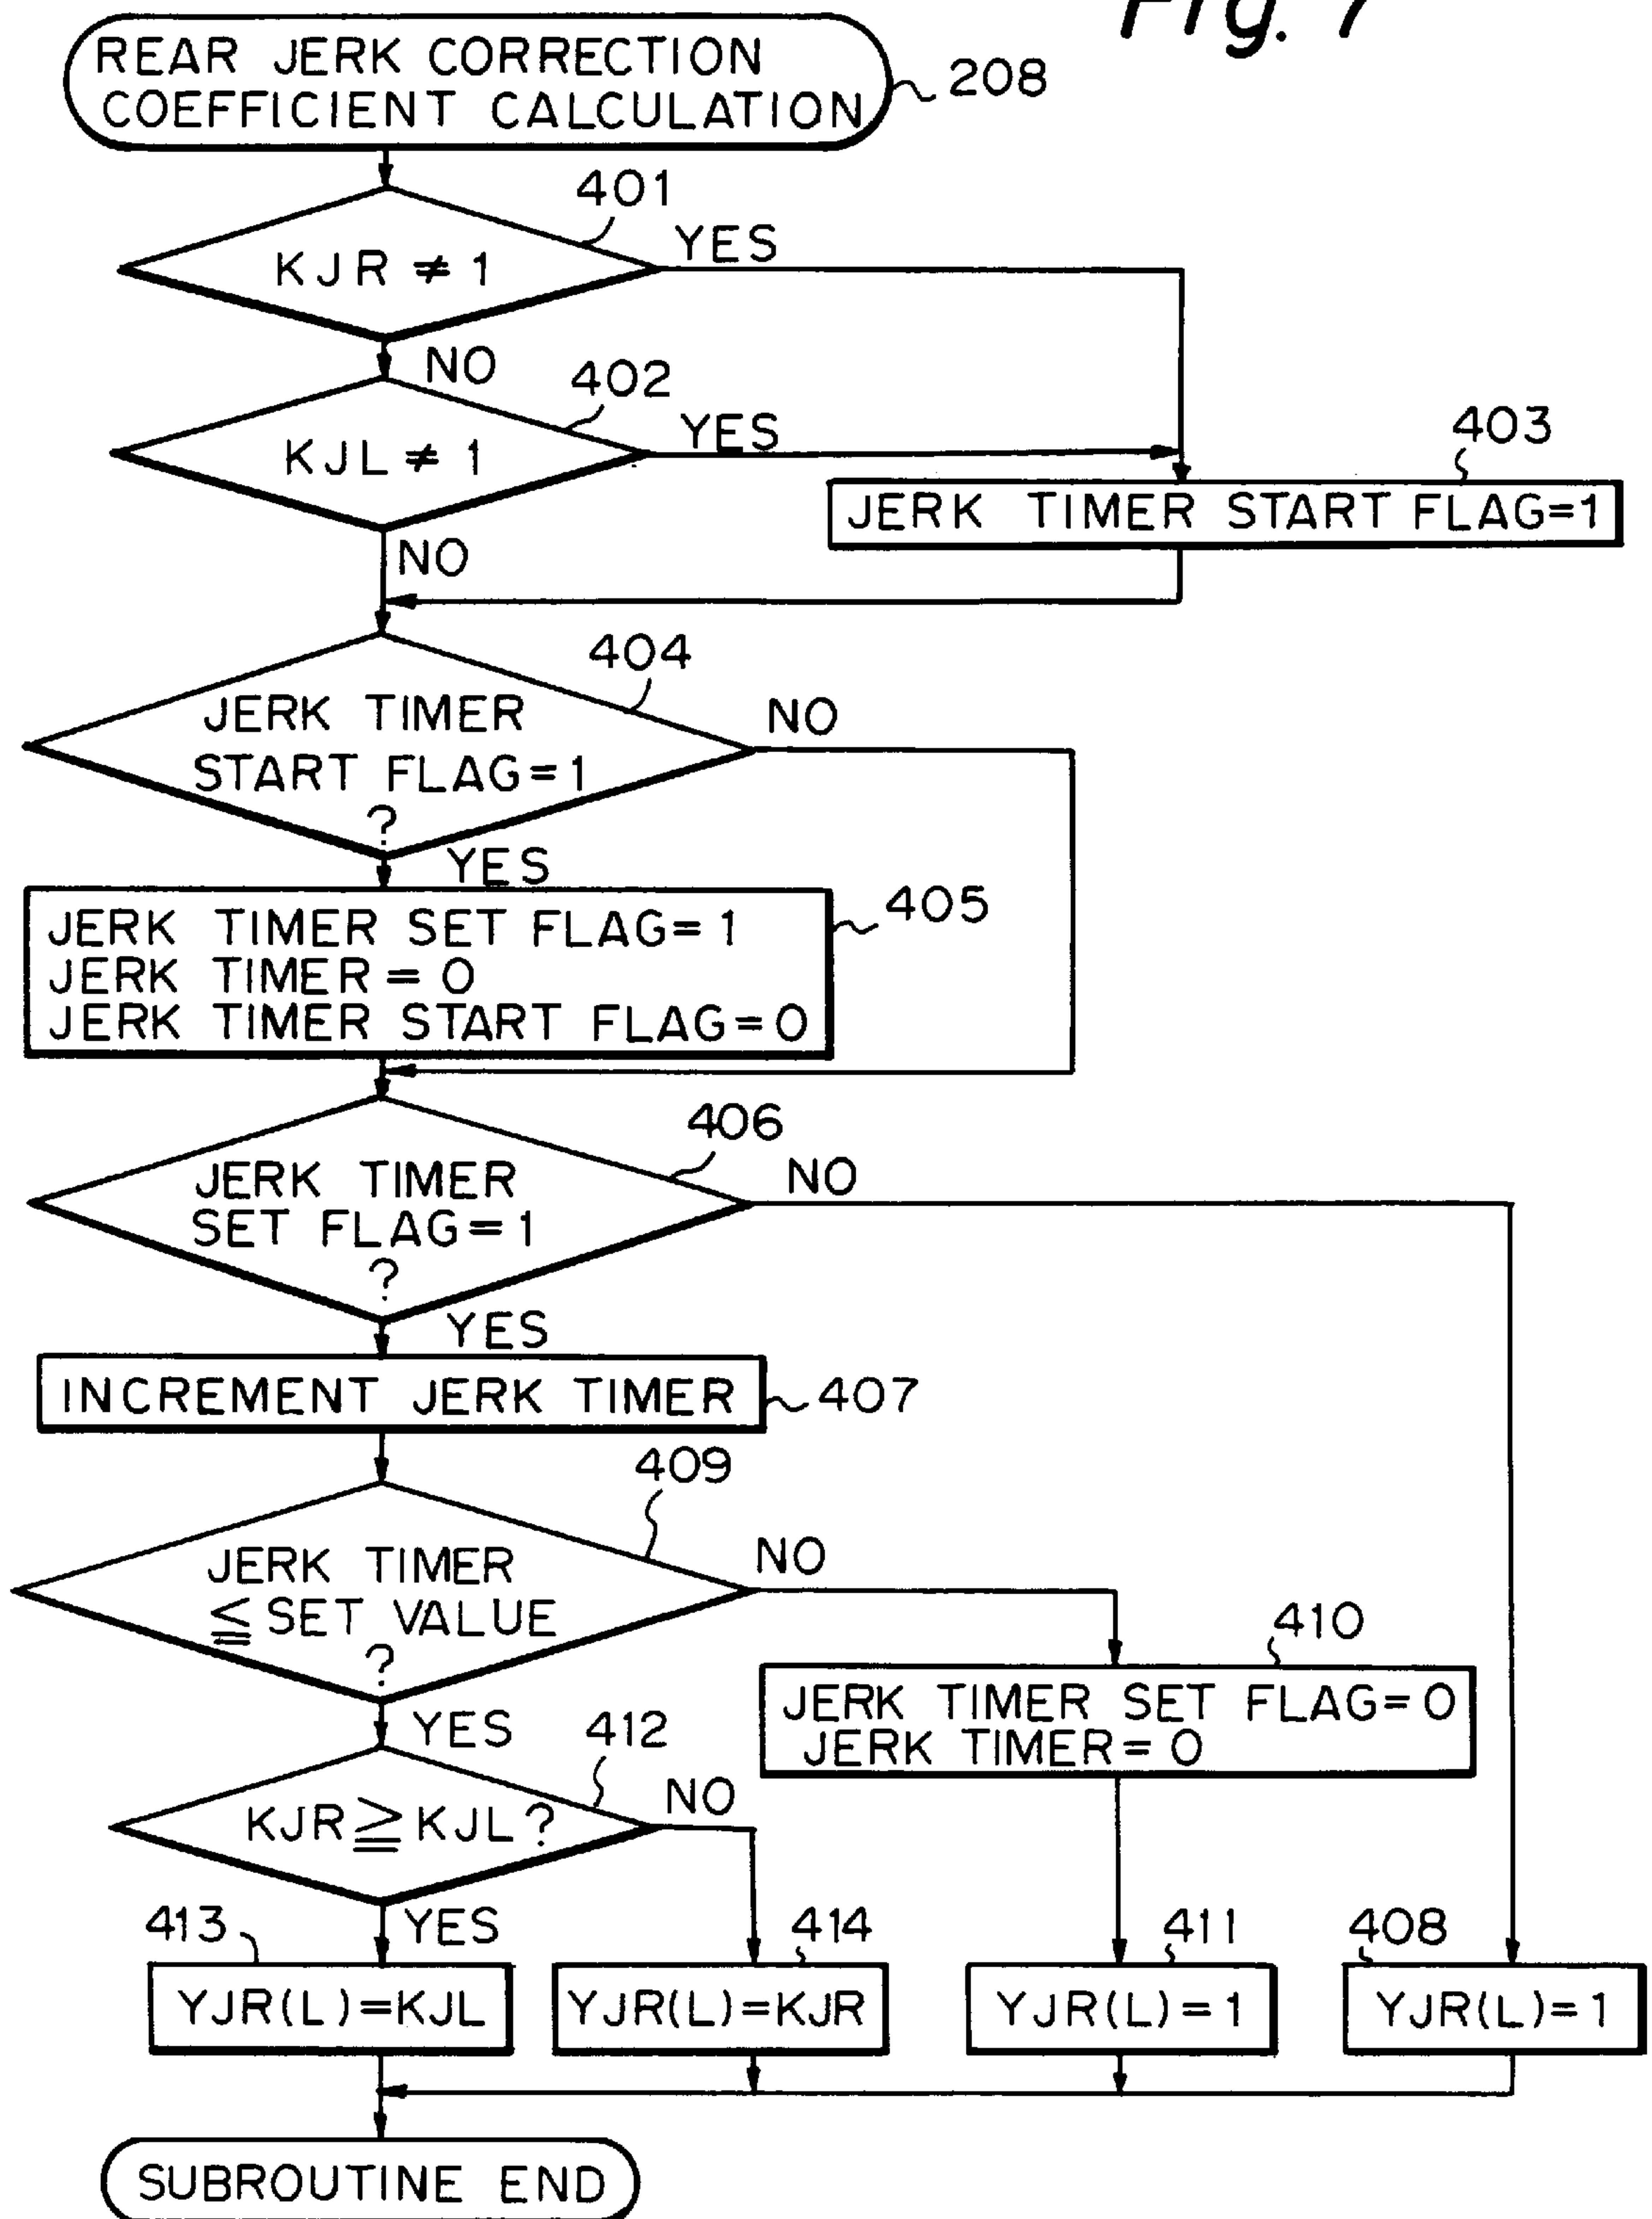 Fig. 7
REAR JERK CORRECTION
COEFFICIENT CALCULATION
208
401
KJR ≠ 1
YES
NO
402
KJL ≠ 1
YES
403
JERK TIMER START FLAG=1
NO
404
JERK TIMER
START FLAG=1
?
NO
YES
405
JERK TIMER SET FLAG=1
JERK TIMER=0
JERK TIMER START FLAG=0
406
JERK TIMER
SET FLAG=1
?
NO
YES
INCREMENT JERK TIMER
407
409
JERK TIMER
≦ SET VALUE
?
NO
410
JERK TIMER SET FLAG=0
JERK TIMER=0
YES
412
KJR≧KJL?
NO
YES
413
YJR(L)=KJL
414
YJR(L)=KJR
411
YJR(L)=1
408
YJR(L)=1
SUBROUTINE END